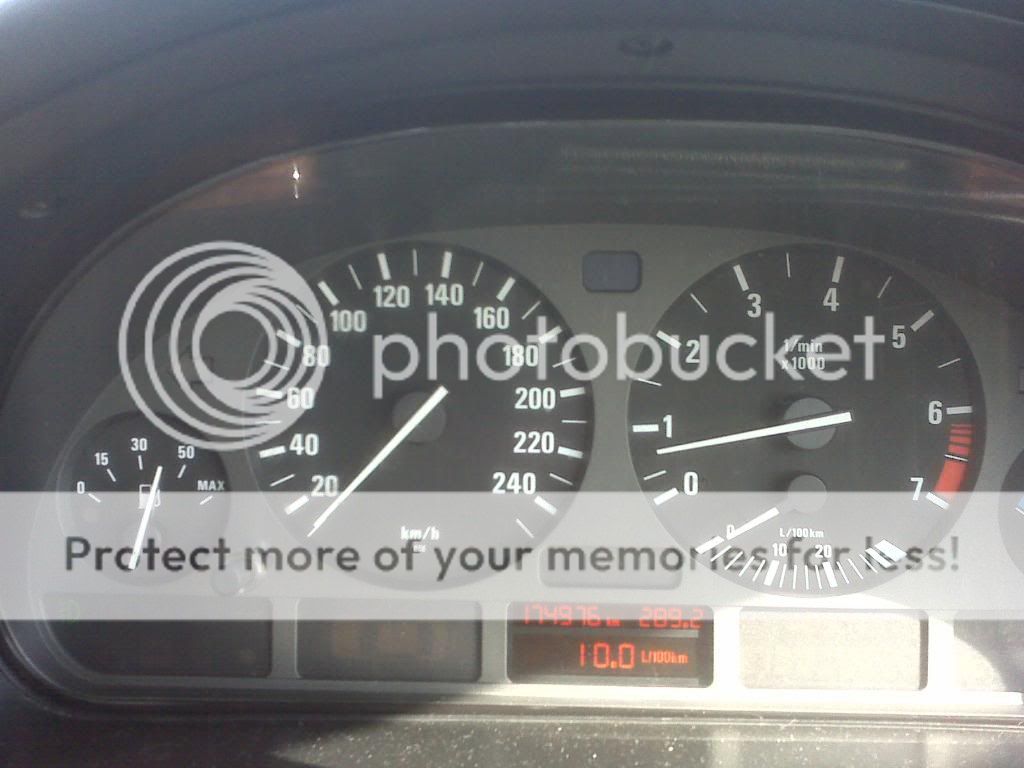 120 140
100 160
80 180
60 200
40 220
20 240
km/h
3 4
2 5
1/min
x1000
1 6
0 7
0
L/100km
10 20
0 15 30 50 MAX
photobucket
Protect more of your memories for less!
174976 km 289.2
10.0 L/100km